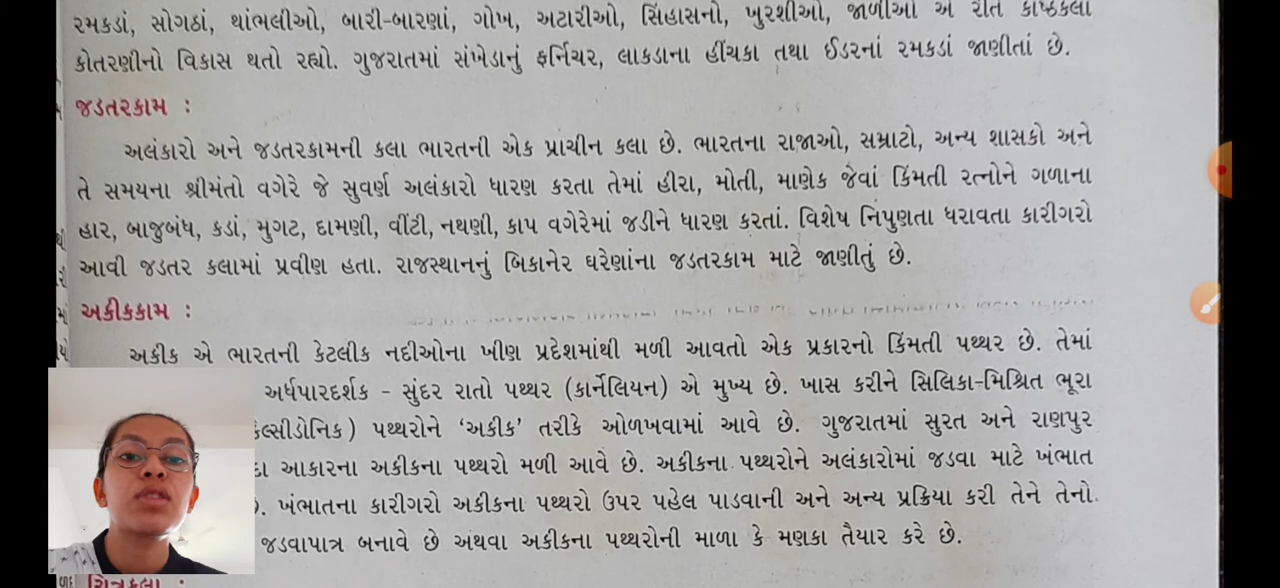 રમકડાં, સોગઠાં, થાંભલીઓ, બારી-બારણાં, ગોખ, અટારીઓ, સિંહાસનો, ખુરશીઓ, જાળીઓ એ રીતે કાષ્ઠકલા
કોતરણીનો વિકાસ થતો રહ્યો. ગુજરાતમાં સંખેડાનું ફર્નિચર, લાકડાના હીંચકા તથા ઈડરનાં રમકડાં જાણીતાં છે.
જડતરકામ :
અલંકારો અને જડતરકામની કલા ભારતની એક પ્રાચીન કલા છે. ભારતના રાજાઓ, સમ્રાટો, અન્ય શાસકો અને
તે સમયના શ્રીમંતો વગેરે જે સુવર્ણ અલંકારો ધારણ કરતા તેમાં હીરા, મોતી, માણેક જેવાં કિંમતી રત્નોને ગળાના
હાર, બાજુબંધ, કડાં, મુગટ, દામણી, વીંટી, નથણી, કાપ વગેરેમાં જડીને ધારણ કરતાં. વિશેષ નિપુણતા ધરાવતા કારીગરો
આવી જડતર કલામાં પ્રવીણ હતા. રાજસ્થાનનું બિકાનેર ઘરેણાંના જડતરકામ માટે જાણીતું છે.
અકીકકામ :
અકીક એ ભારતની કેટલીક નદીઓના ખીણ પ્રદેશમાંથી મળી આવતો એક પ્રકારનો કિંમતી પથ્થર છે. તેમાં
અર્ધપારદર્શક - સુંદર રાતો પથ્થર (કાર્નેલિયન) એ મુખ્ય છે. ખાસ કરીને સિલિકા-મિશ્રિત ભૂરા
કેલ્સીડોનિક) પથ્થરોને ‘અકીક’ તરીકે ઓળખવામાં આવે છે. ગુજરાતમાં સુરત અને રાણપુર
આકારના અકીકના પથ્થરો મળી આવે છે. અકીકના પથ્થરોને અલંકારોમાં જડવા માટે ખંભાત
ખંભાતના કારીગરો અકીકના પથ્થરો ઉપર પહેલ પાડવાની અને અન્ય પ્રક્રિયા કરી તેને તેનો
જડવાપાત્ર બનાવે છે અથવા અકીકના પથ્થરોની માળા કે મણકા તૈયાર કરે છે.
ચિત્રકલા :